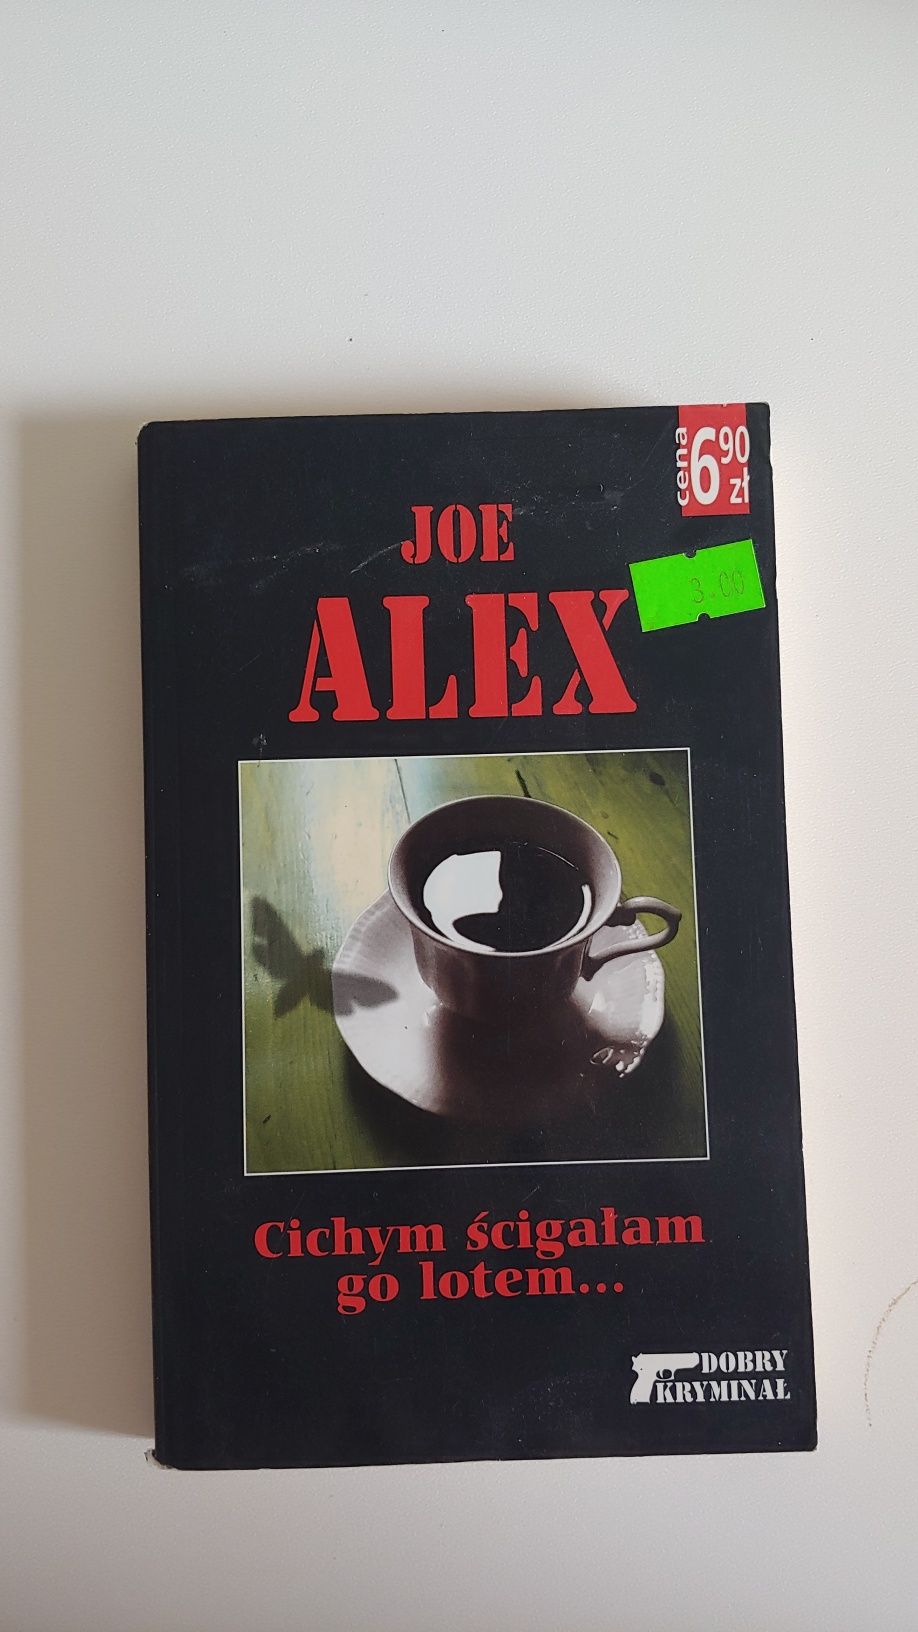 cena
6 90
zł
JOE
3.00
ALEX
Cichym ścigałam
go lotem...
DOBRY
KRYMINAŁ